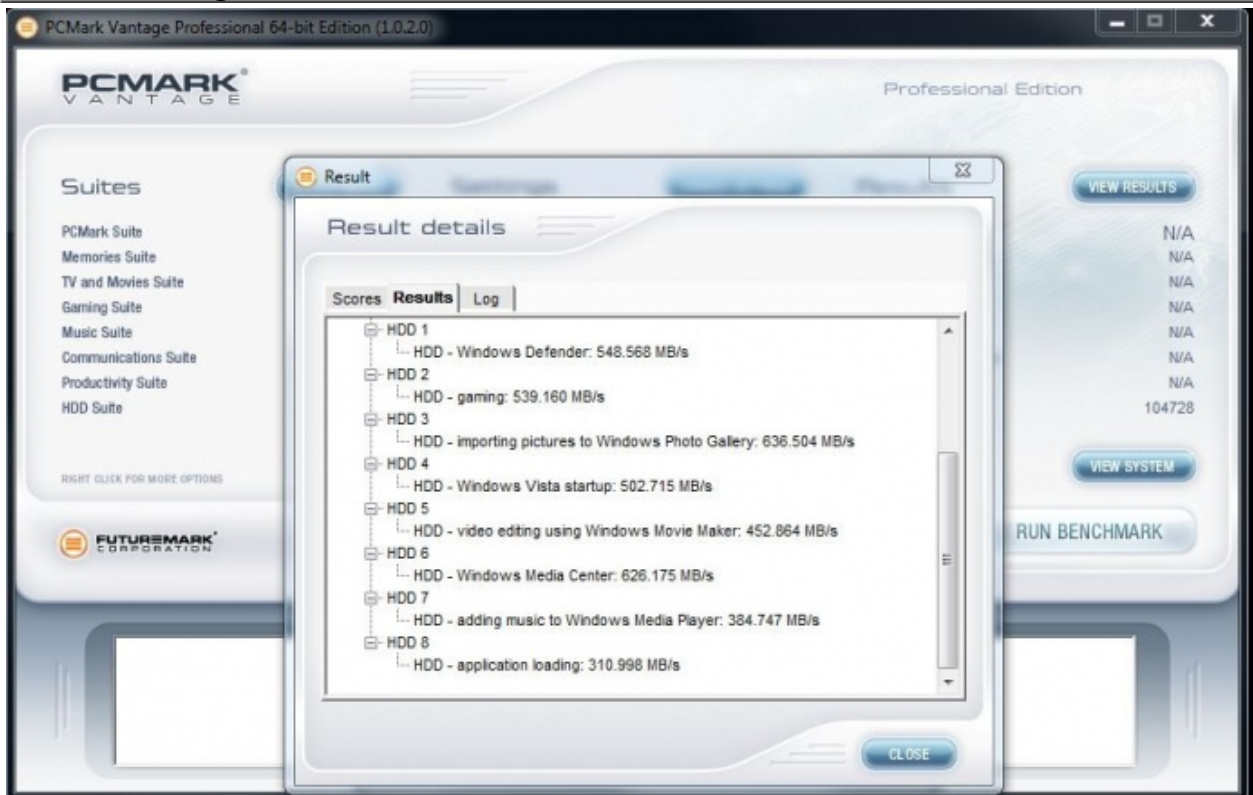 PCMark Vantage Professional 64-bit Edition (1.0.2.0)
PCMARK®
VANTAGE
Professional Edition
Suites
Settings
Results
VIEW RESULTS
PCMark Suite N/A
Memories Suite N/A
TV and Movies Suite N/A
Gaming Suite N/A
Music Suite N/A
Communications Suite N/A
Productivity Suite N/A
HDD Suite 104728
RIGHT CLICK FOR MORE OPTIONS
VIEW SYSTEM
FUTUREMARK
CORPORATION
RUN BENCHMARK
Result
Result details
Scores Results Log
HDD 1
HDD - Windows Defender: 548.568 MB/s
HDD 2
HDD - gaming: 539.160 MB/s
HDD 3
HDD - importing pictures to Windows Photo Gallery: 636.504 MB/s
HDD 4
HDD - Windows Vista startup: 502.715 MB/s
HDD 5
HDD - video editing using Windows Movie Maker: 452.864 MB/s
HDD 6
HDD - Windows Media Center: 626.175 MB/s
HDD 7
HDD - adding music to Windows Media Player: 384.747 MB/s
HDD 8
HDD - application loading: 310.998 MB/s
CLOSE